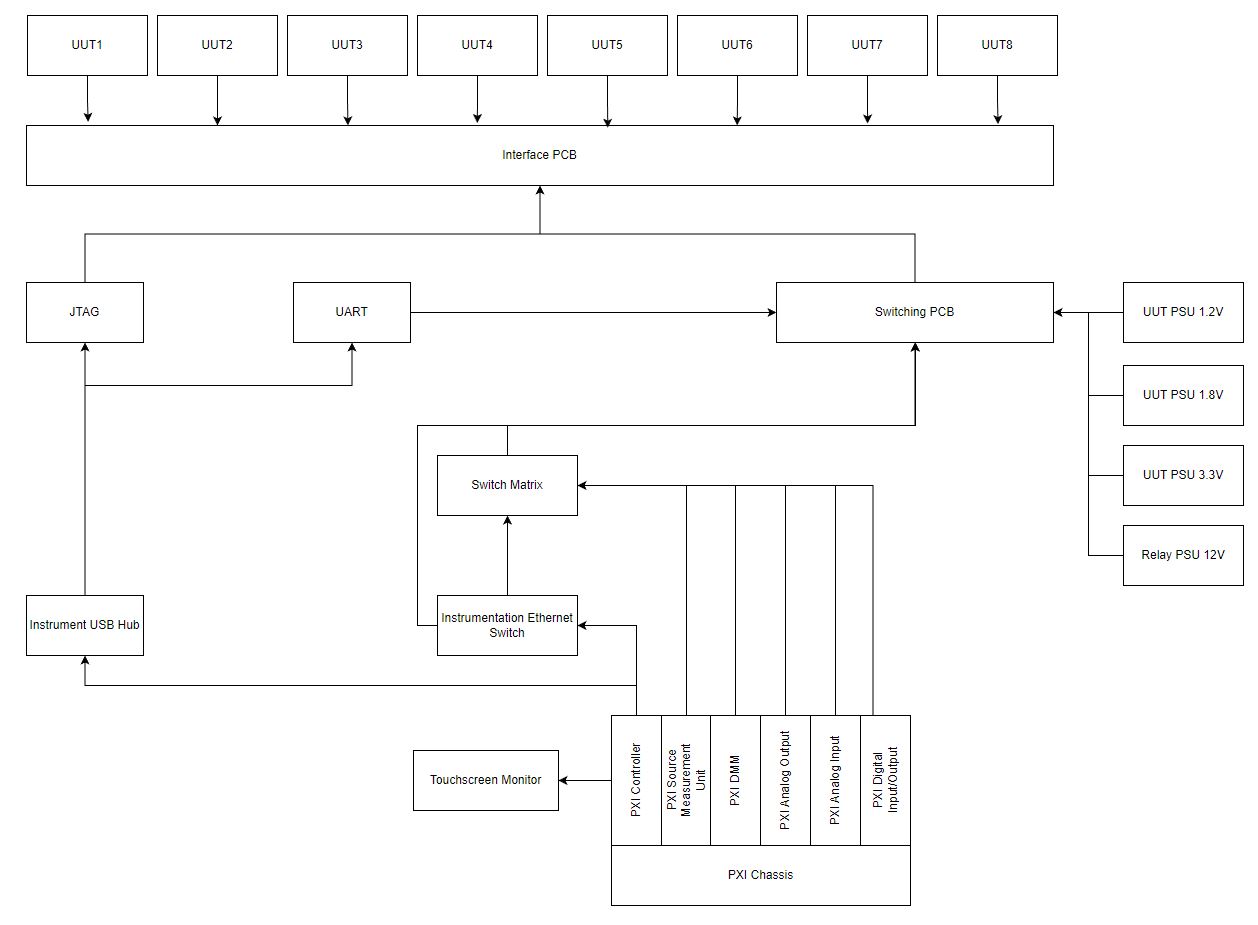 UUT1
UUT2
UUT3
UUT4
UUT5
UUT6
UUT7
UUT8
Interface PCB
JTAG
UART
Switching PCB
UUT PSU 1.2V
UUT PSU 1.8V
Switch Matrix
UUT PSU 3.3V
Relay PSU 12V
Instrument USB Hub
Instrumentation Ethernet
Switch
Touchscreen Monitor
PXI Controller
PXI Source
Measurement
Unit
PXI DMM
PXI Analog Output
PXI Analog Input
PXI Digital
Input/Output
PXI Chassis